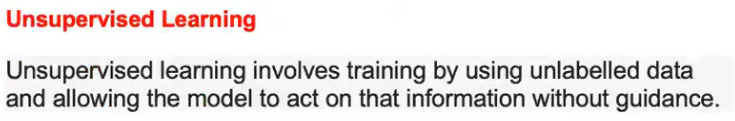 Unsupervised Learning
Unsupervised learning involves training by using unlabelled data
and allowing the model to act on that information without guidance.